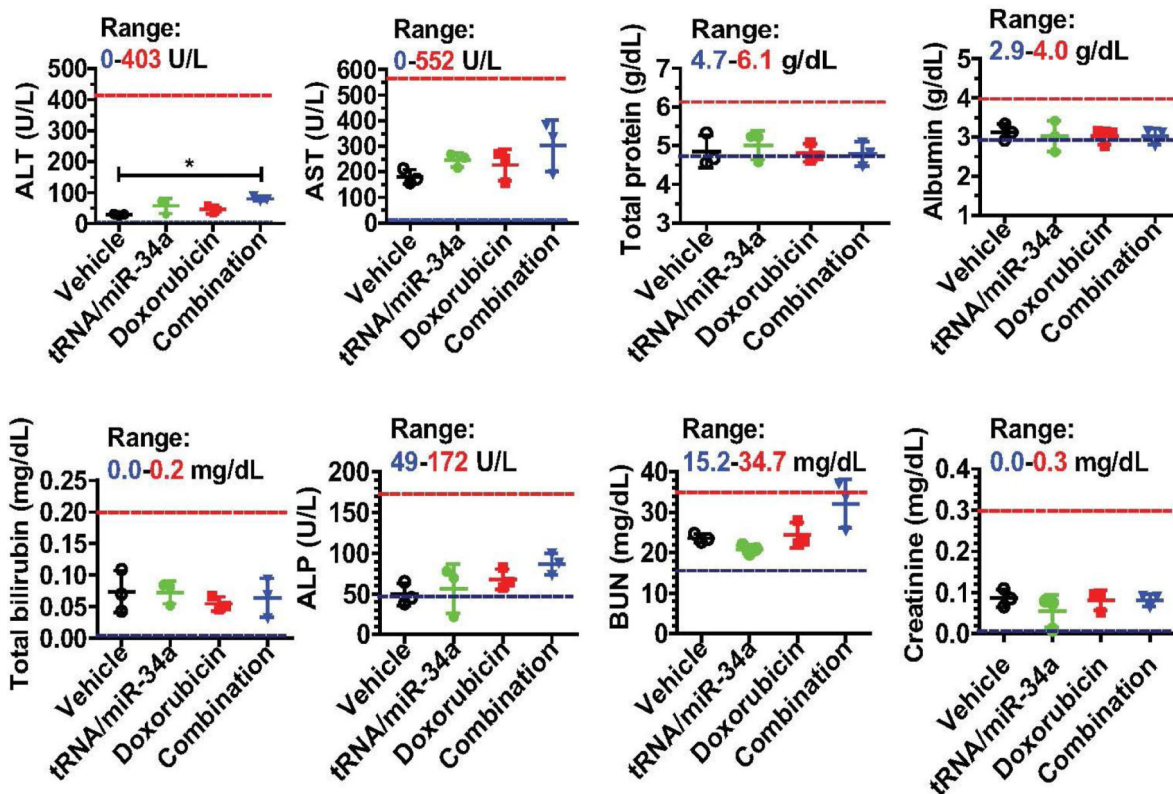 Range:
0-403 U/L
ALT (U/L)
500
400
300
200
100
0
*
Vehicle
tRNA/miR-34a
Doxorubicin
Combination
Range:
0-552 U/L
AST (U/L)
600
500
400
300
200
100
0
Vehicle
tRNA/miR-34a
Doxorubicin
Combination
Range:
4.7-6.1 g/dL
Total protein (g/dL)
7
6
5
4
3
Vehicle
tRNA/miR-34a
Doxorubicin
Combination
Range:
2.9-4.0 g/dL
Albumin (g/dL)
5
4
3
2
1
Vehicle
tRNA/miR-34a
Doxorubicin
Combination
Range:
0.0-0.2 mg/dL
Total bilirubin (mg/dL)
0.25
0.20
0.15
0.10
0.05
0.00
Vehicle
tRNA/miR-34a
Doxorubicin
Combination
Range:
49-172 U/L
ALP (U/L)
200
150
100
50
0
Vehicle
tRNA/miR-34a
Doxorubicin
Combination
Range:
15.2-34.7 mg/dL
BUN (mg/dL)
40
30
20
10
0
Vehicle
tRNA/miR-34a
Doxorubicin
Combination
Range:
0.0-0.3 mg/dL
Creatinine (mg/dL)
0.4
0.3
0.2
0.1
0.0
Vehicle
tRNA/miR-34a
Doxorubicin
Combination